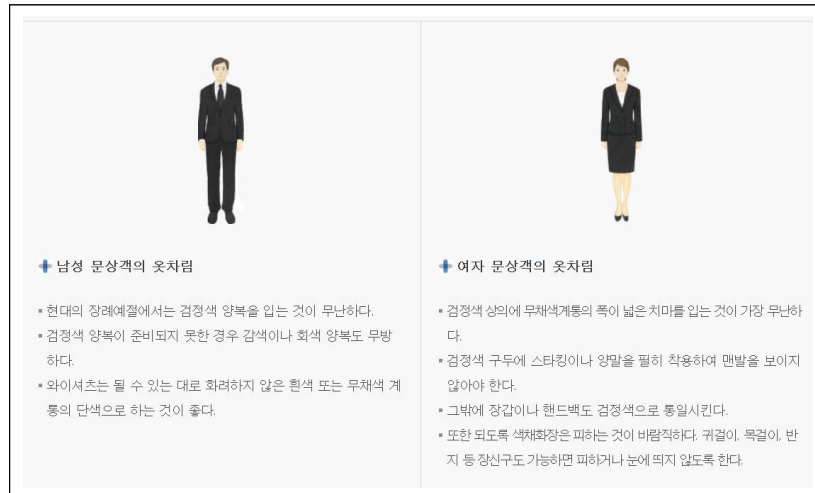 남성 문상객의 옷차림
현대의 장례예절에서는 검정색 양복을 입는 것이 무난하다.
검정색 양복이 준비되지 못한 경우 감색이나 회색 양복도 무방
하다.
와이셔츠는 될 수 있는 대로 화려하지 않은 흰색 또는 무채색 계
통의 단색으로 하는 것이 좋다.
여자 문상객의 옷차림
검정색 상의에 무채색계통의 폭이 넓은 치마를 입는 것이 가장 무난하
다.
검정색 구두에 스타킹이나 양말을 필히 착용하여 맨발을 보이지
않아야 한다.
그밖에 장갑이나 핸드백도 검정색으로 통일시킨다.
또한 되도록 색채화장은 피하는 것이 바람직하다. 귀걸이, 목걸이, 반
지 등 장신구도 가능하면 피하거나 눈에 띄지 않도록 한다.